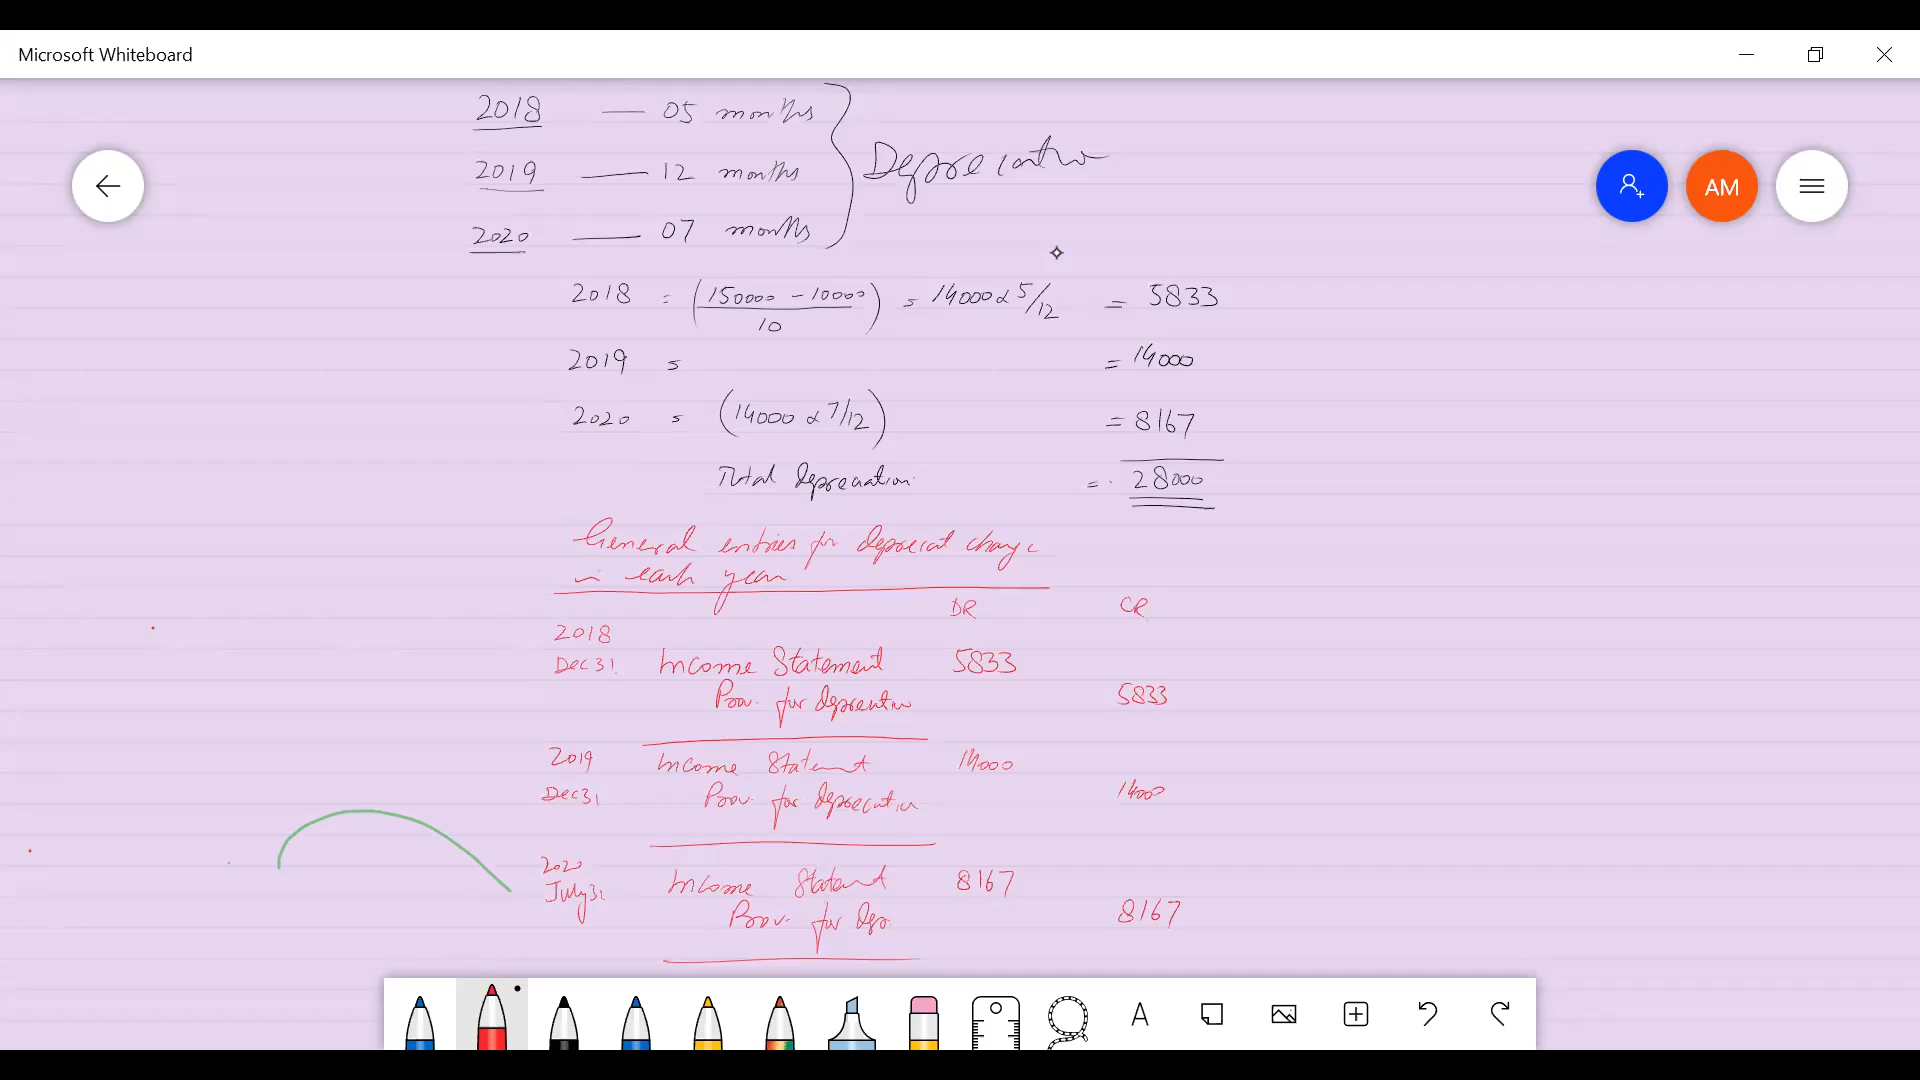 Microsoft Whiteboard
2018 — 05 months
2019 — 12 months
2020 — 07 months
Depreciation
AM
2018 = (150000 - 10000 / 10) = 14000 x 5/12 = 5833
2019 = = 14000
2020 = (14000 x 7/12) = 8167
Total depreciation = 28000
General entries for depreciat charge
in each year
DR CR
2018
Dec 31 Income Statement 5833
Prov. for depreciation 5833
2019 Income Statement 14000
Dec 31 Prov. for depreciation 14000
2020
July 31 Income Statement 8167
Prov. for Dep. 8167
A